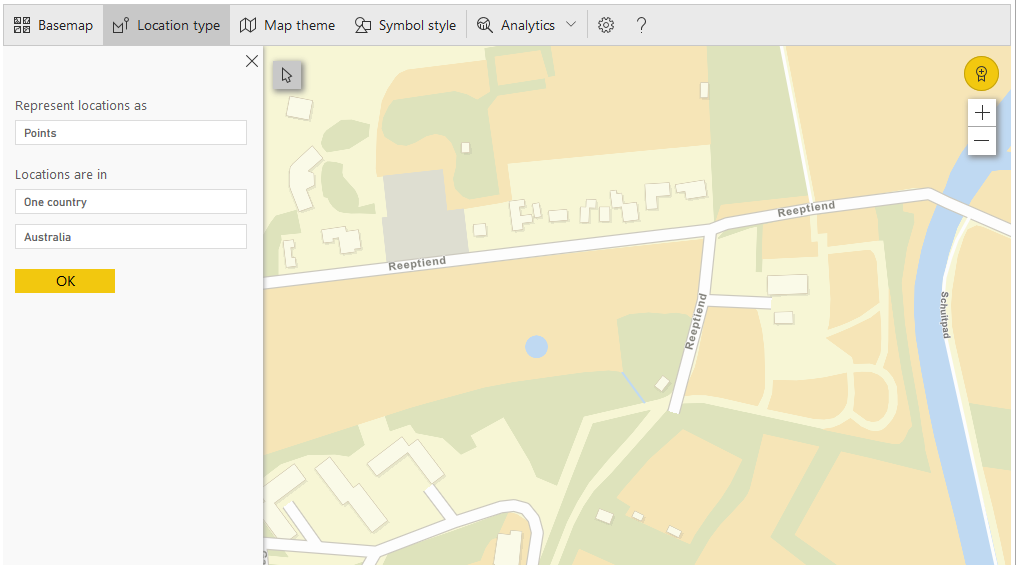 Basemap
Location type
Map theme
Symbol style
Analytics
?
Represent locations as
Points
Locations are in
One country
Australia
OK
Reeptiend
Reeptiend
Reeptiend
Schuitpad